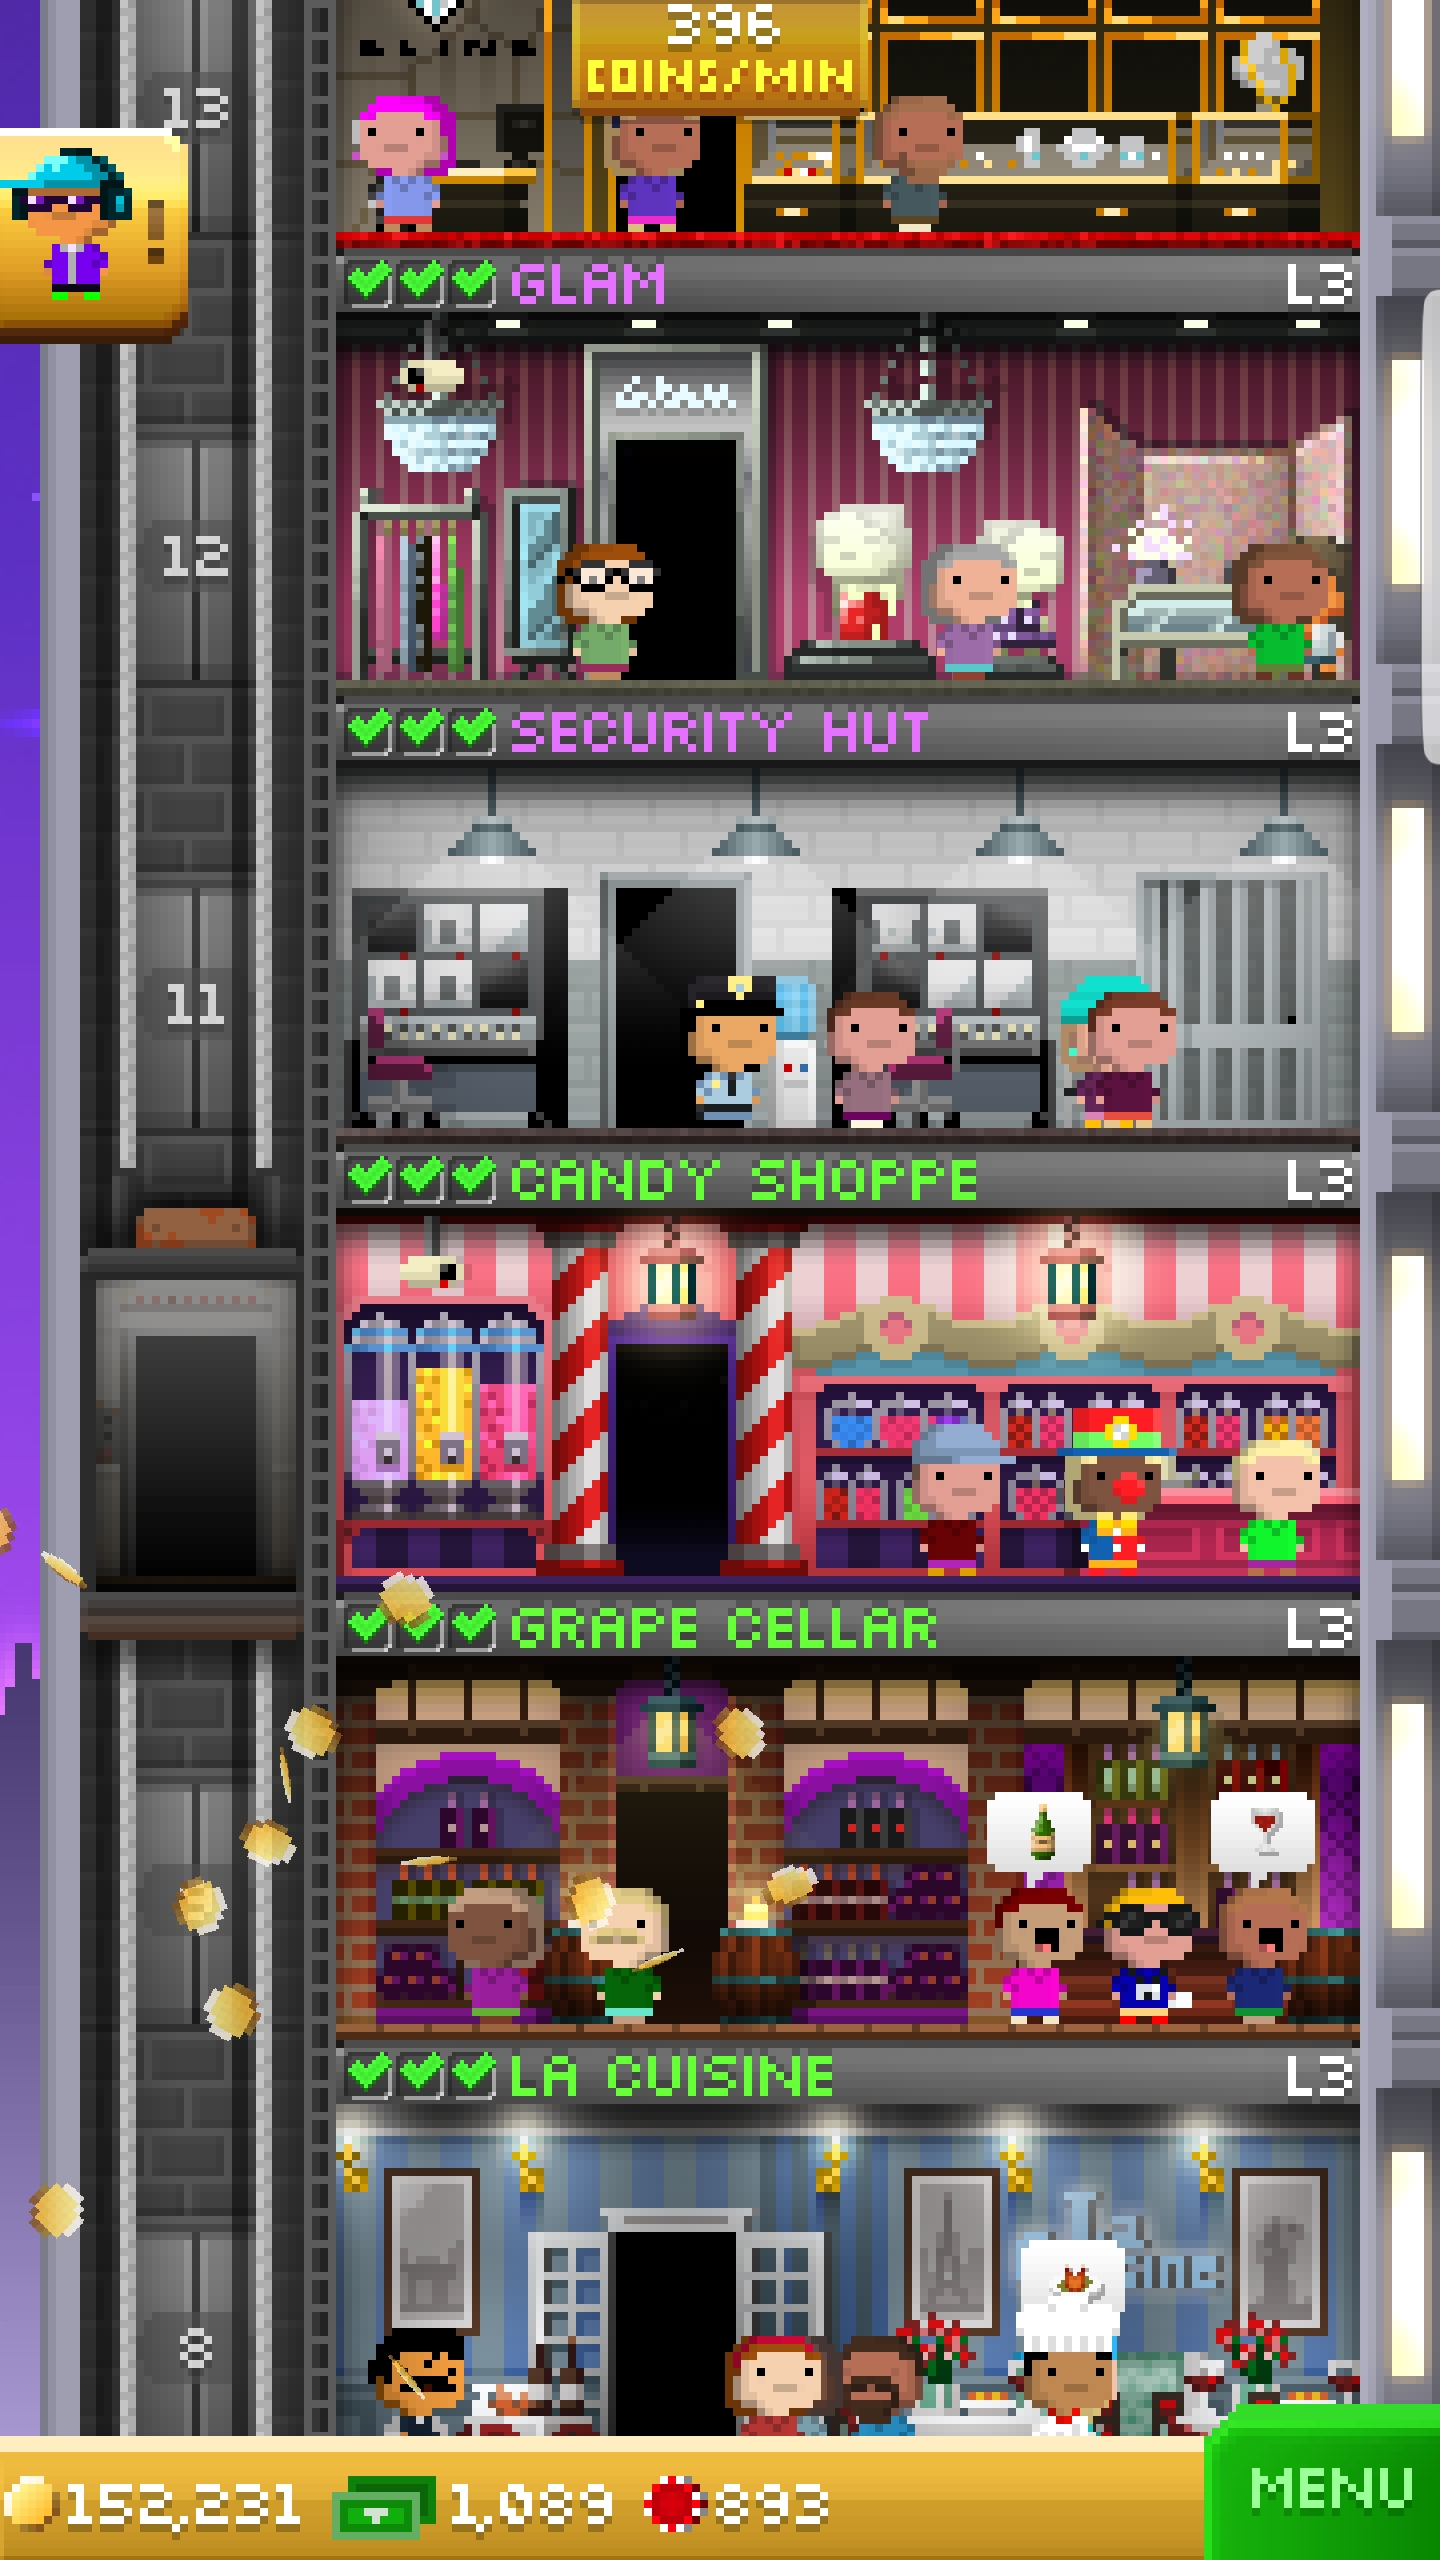 396
COINS/MIN
13
GLAM L3
Glam
12
SECURITY HUT L3
11
CANDY SHOPPE L3
GRAPE CELLAR L3
LA CUISINE L3
La
8
152,231 1,089 893
MENU